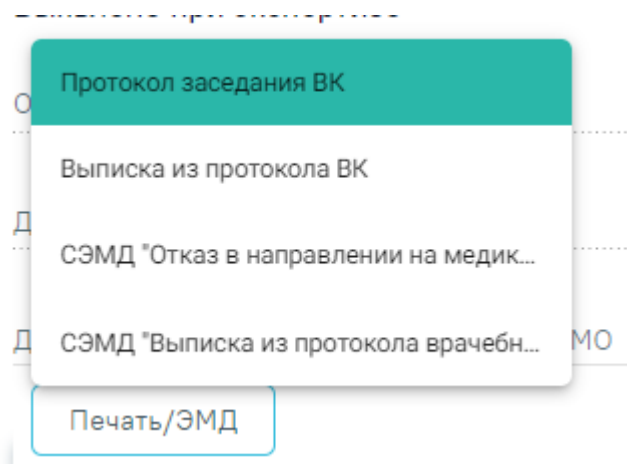 Протокол заседания ВК
Выписка из протокола ВК
СЭМД "Отказ в направлении на медик...
СЭМД "Выписка из протокола врачебн...
МО
Печать/ЭМД